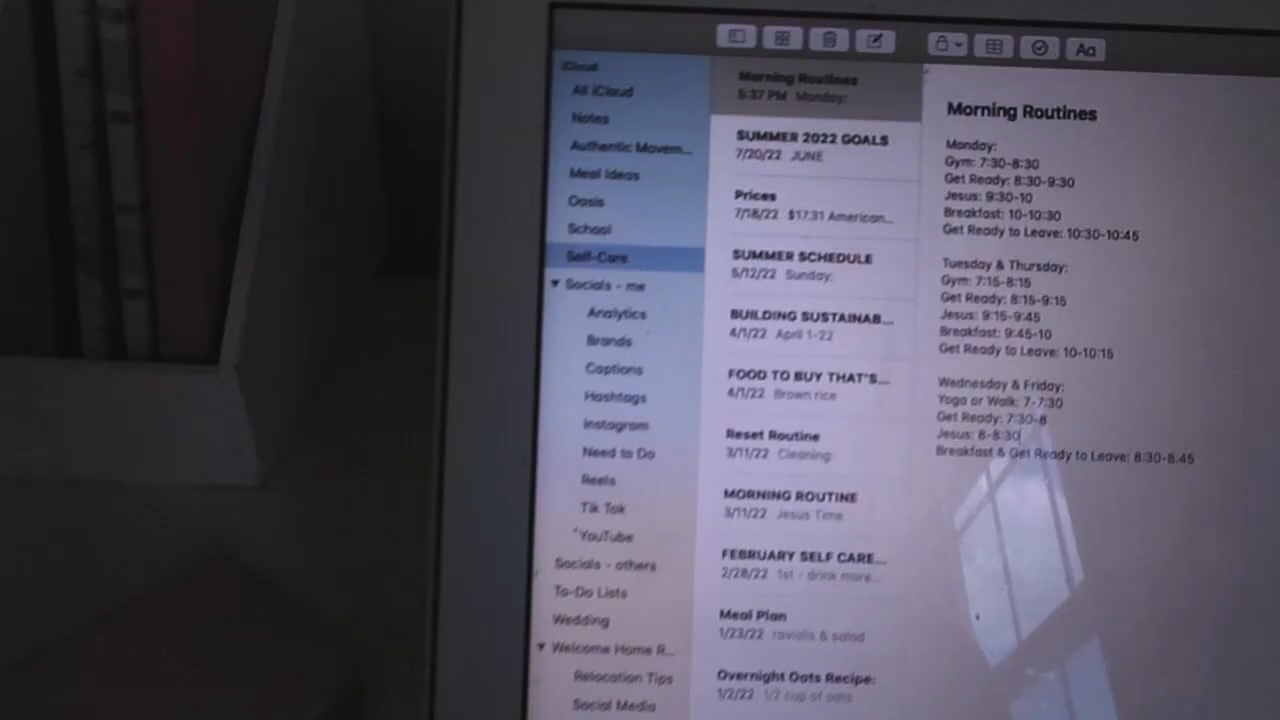 iCloud
All iCloud
Notes
Authentic Movem...
Meal Ideas
Oasis
School
Self-Care
Socials - me
Analytics
Brands
Captions
Hashtags
Instagram
Need to Do
Reels
Tik Tok
YouTube
Socials - others
To-Do Lists
Wedding
Welcome Home R...
Relocation Tips
Social Media
Morning Routines
5:37 PM Monday:
SUMMER 2022 GOALS
7/20/22 JUNE
Prices
7/18/22 $17.31 American...
SUMMER SCHEDULE
5/12/22 Sunday:
BUILDING SUSTAINAB...
4/1/22 April 1-22
FOOD TO BUY THAT'S...
4/1/22 Brown rice
Reset Routine
3/11/22 Cleaning:
MORNING ROUTINE
3/11/22 Jesus Time
FEBRUARY SELF CARE...
2/28/22 1st - drink more...
Meal Plan
1/23/22 raviolis & salad
Overnight Oats Recipe:
1/2/22 1/2 cup of oats
Aa
Morning Routines
Monday:
Gym: 7:30-8:30
Get Ready: 8:30-9:30
Jesus: 9:30-10
Breakfast: 10-10:30
Get Ready to Leave: 10:30-10:45
Tuesday & Thursday:
Gym: 7:15-8:15
Get Ready: 8:15-9:15
Jesus: 9:15-9:45
Breakfast: 9:45-10
Get Ready to Leave: 10-10:15
Wednesday & Friday:
Yoga or Walk: 7-7:30
Get Ready: 7:30-8
Jesus: 8-8:30
Breakfast & Get Ready to Leave: 8:30-8:45